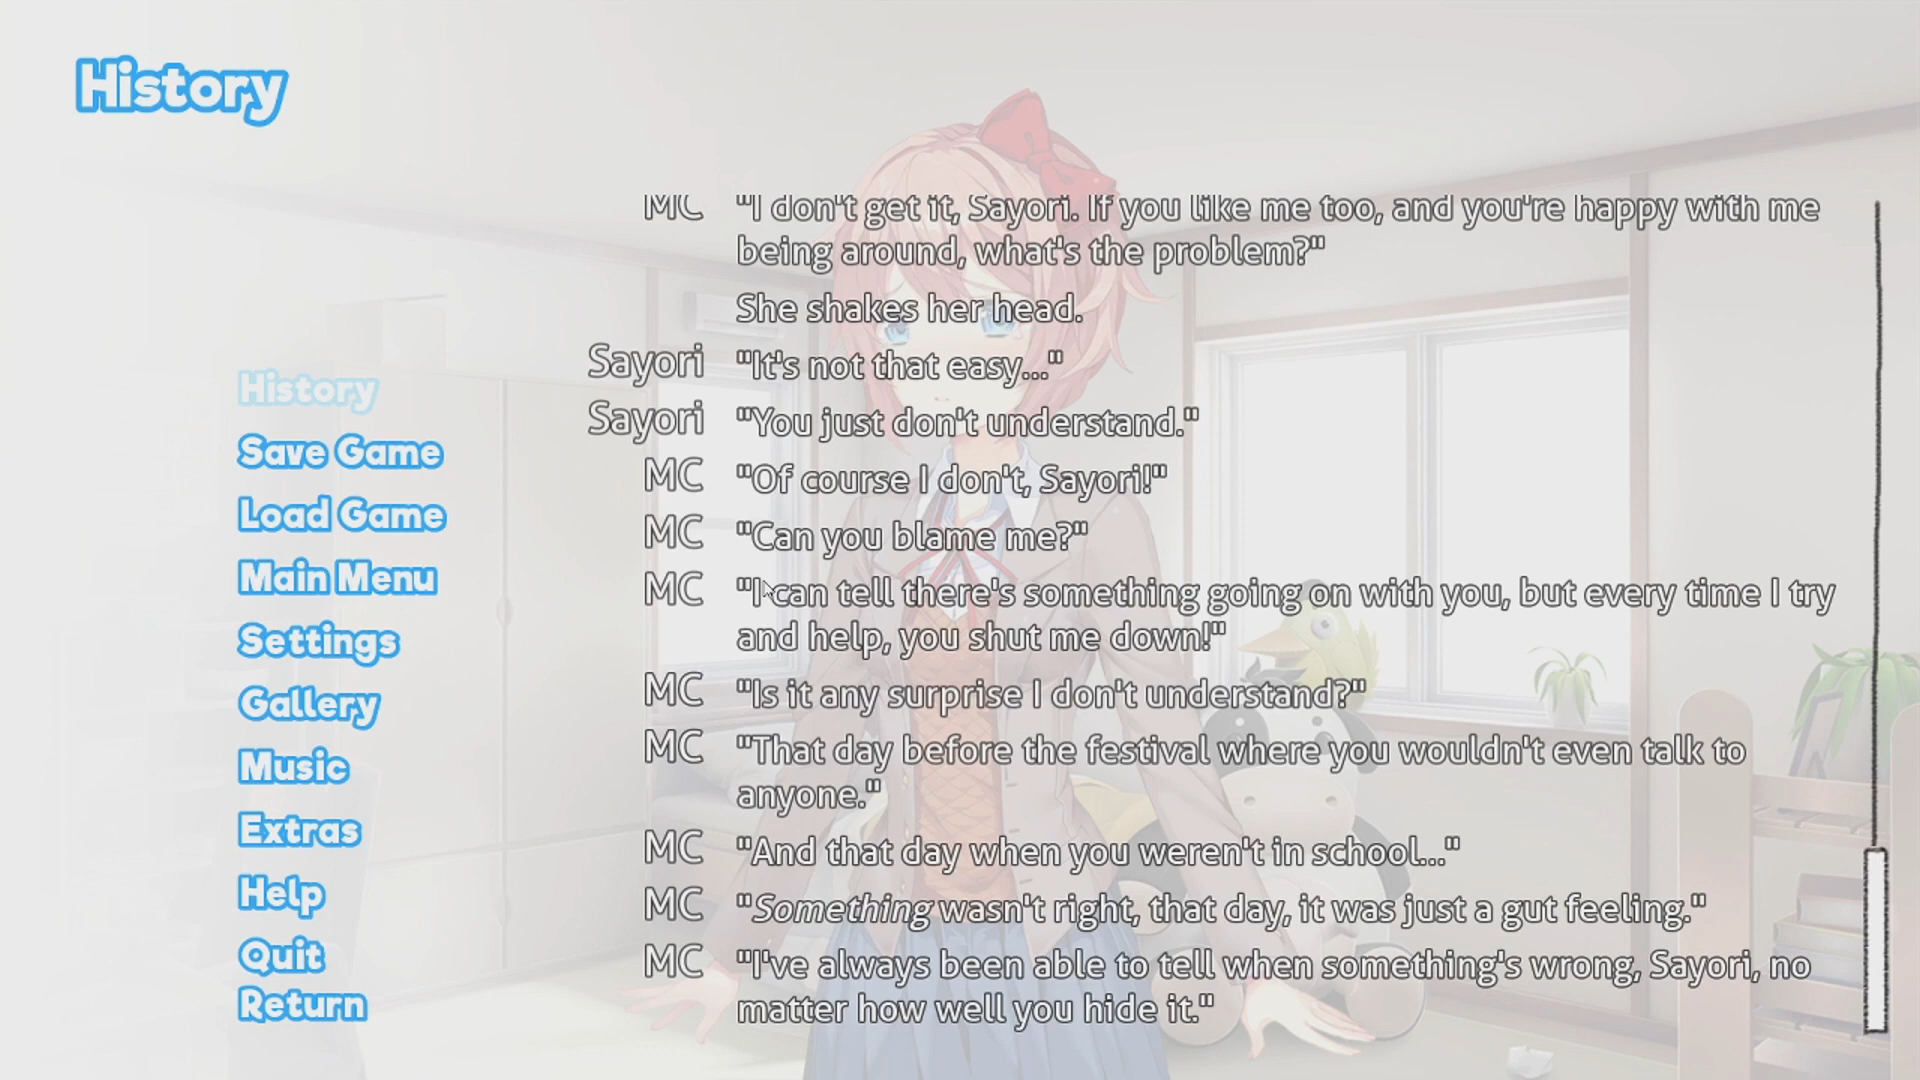 History
MC "I don't get it, Sayori. If you like me too, and you're happy with me
being around, what's the problem?"
She shakes her head.
Sayori "It's not that easy..."
Sayori "You just don't understand."
MC "Of course I don't, Sayori!"
MC "Can you blame me?"
MC "I can tell there's something going on with you, but every time I try
and help, you shut me down!"
MC "Is it any surprise I don't understand?"
MC "That day before the festival where you wouldn't even talk to
anyone."
MC "And that day when you weren't in school..."
MC "Something wasn't right, that day, it was just a gut feeling."
MC "I've always been able to tell when something's wrong, Sayori, no
matter how well you hide it."
History
Save Game
Load Game
Main Menu
Settings
Gallery
Music
Extras
Help
Quit
Return